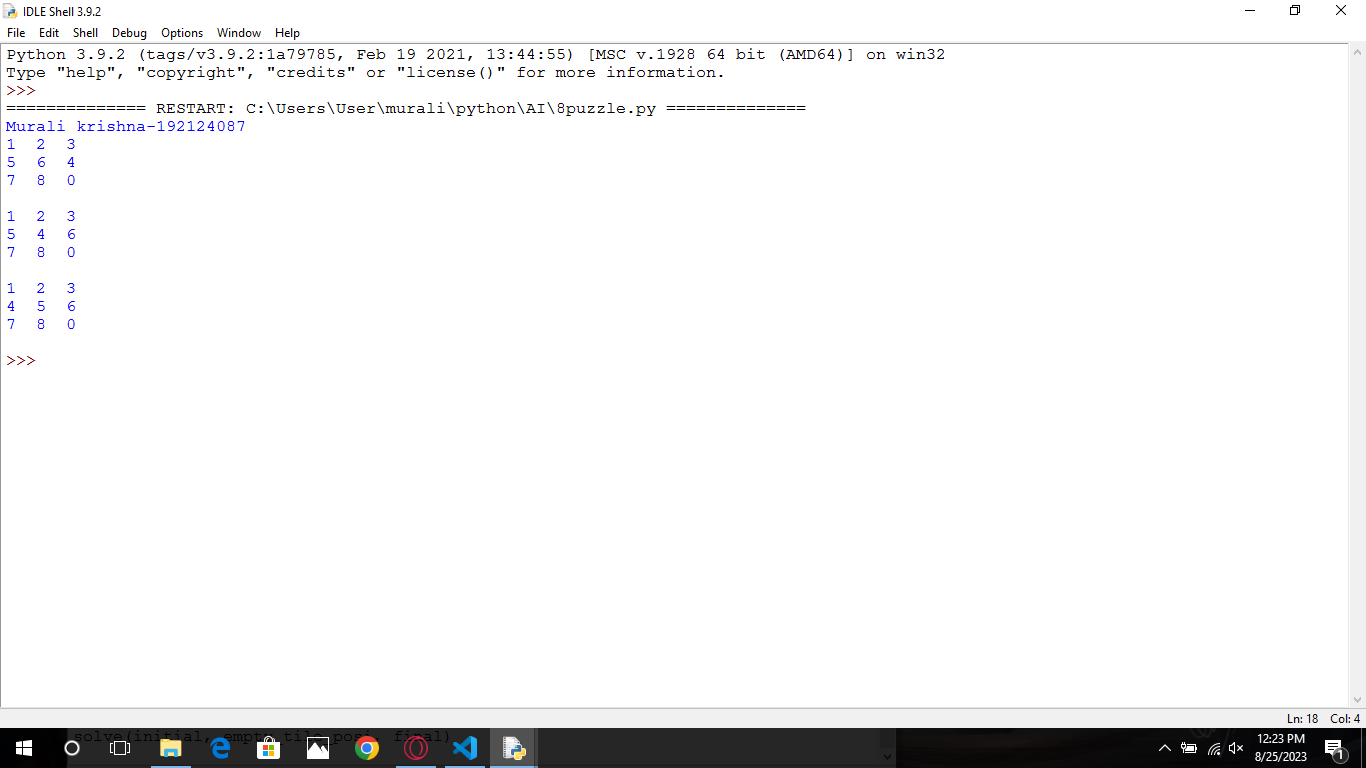 IDLE Shell 3.9.2
File Edit Shell Debug Options Window Help
Python 3.9.2 (tags/v3.9.2:1a79785, Feb 19 2021, 13:44:55) [MSC v.1928 64 bit (AMD64)] on win32
Type "help", "copyright", "credits" or "license()" for more information.
>>>
============== RESTART: C:\Users\User\murali\python\AI\8puzzle.py ==============
Murali krishna-192124087
1 2 3
5 6 4
7 8 0
1 2 3
5 4 6
7 8 0
1 2 3
4 5 6
7 8 0
>>>
Ln: 18 Col: 4
solve(initial, empty_tile_pos, final)
12:23 PM
8/25/2023
1